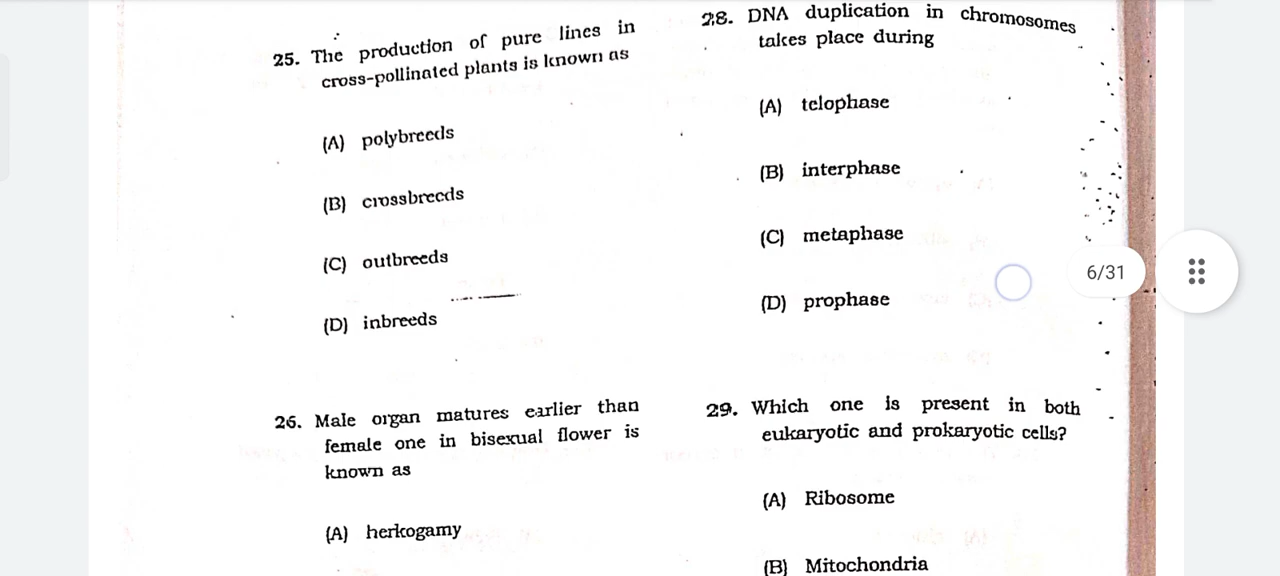 25. The production of pure lines in
cross-pollinated plants is known as
(A) polybreeds
(B) crossbreeds
(C) outbreeds
(D) inbreeds
26. Male organ matures earlier than
female one in bisexual flower is
known as
(A) herkogamy
28. DNA duplication in chromosomes
takes place during
(A) telophase
(B) interphase
(C) metaphase
(D) prophase
29. Which one is present in both
eukaryotic and prokaryotic cells?
(A) Ribosome
(B) Mitochondria
6/31